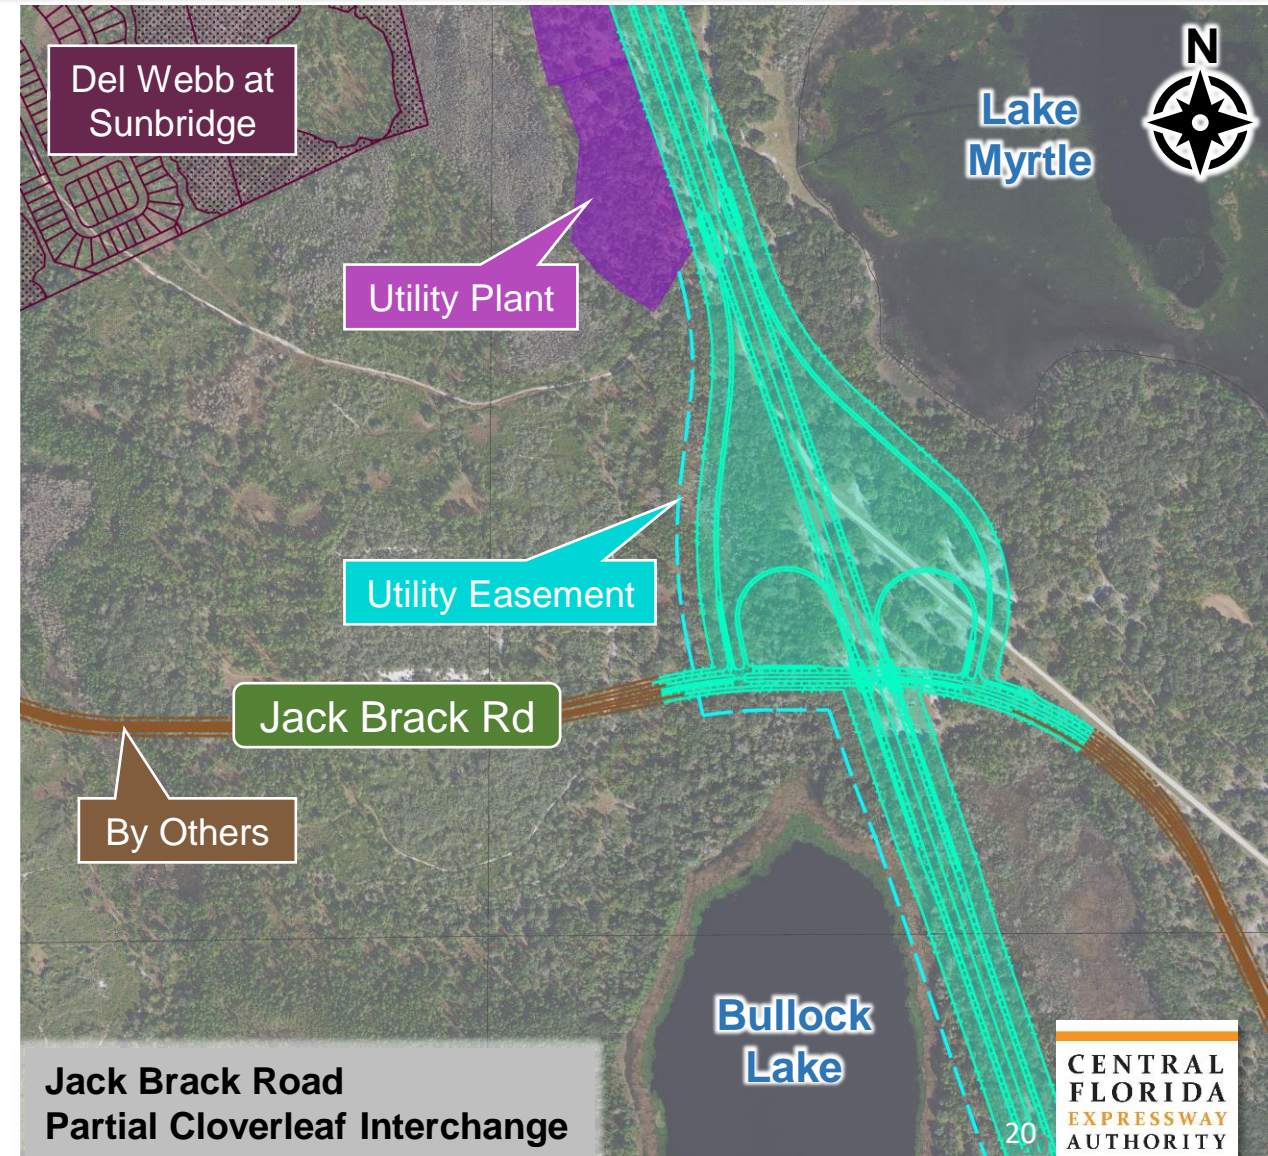 Del Webb at
Sunbridge
N
Lake
Myrtle
Utility Plant
Utility Easement
Jack Brack Rd
By Others
Bullock
Lake
Jack Brack Road
Partial Cloverleaf Interchange
20
CENTRAL
FLORIDA
EXPRESSWAY
AUTHORITY